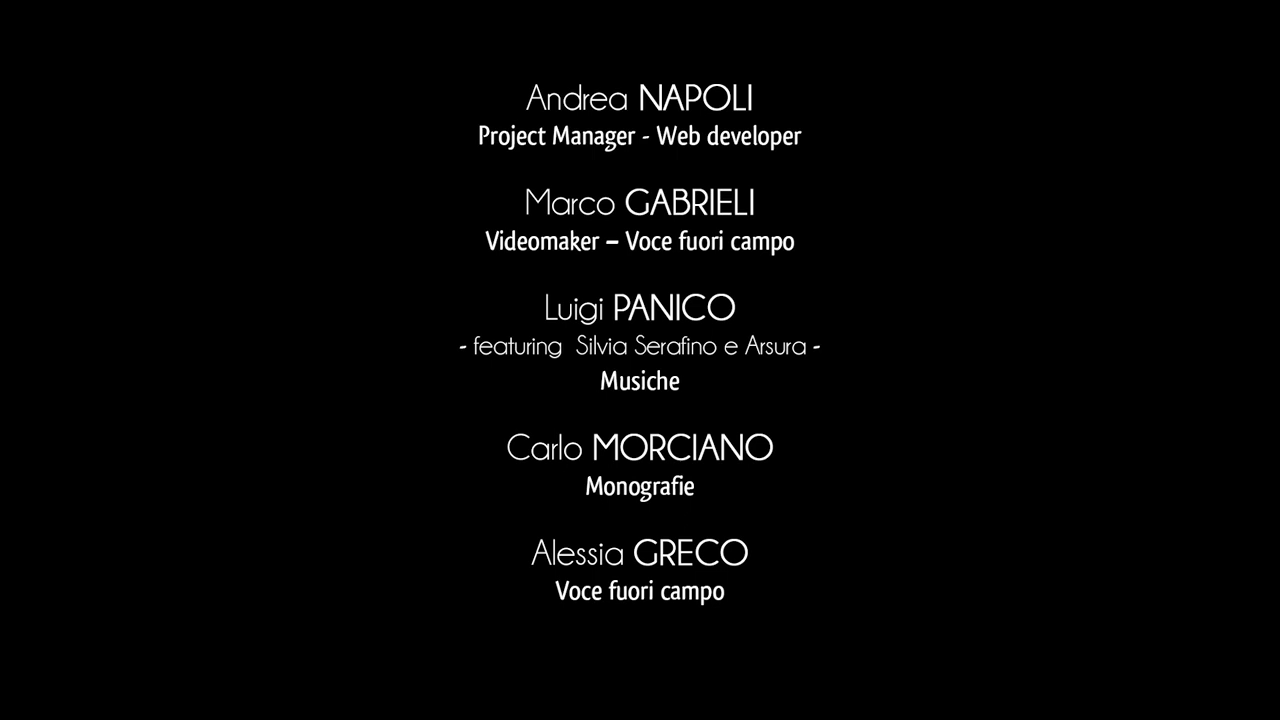 Andrea NAPOLI
Project Manager - Web developer
Marco GABRIELI
Videomaker – Voce fuori campo
Luigi PANICO
- featuring Silvia Serafino e Arsura -
Musiche
Carlo MORCIANO
Monografie
Alessia GRECO
Voce fuori campo